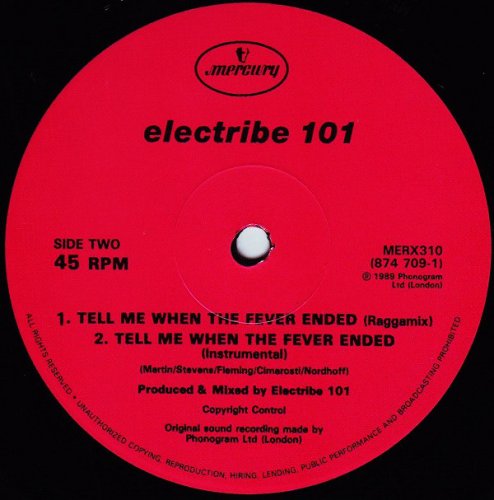 mercury
electribe 101
SIDE TWO
45 RPM
MERX310
(874 709-1)
℗ 1989 Phonogram
Ltd (London)
1. TELL ME WHEN THE FEVER ENDED (Raggamix)
2. TELL ME WHEN THE FEVER ENDED
(Instrumental)
(Martin/Stevens/Fleming/Cimarosti/Nordhoff)
Produced & Mixed by Electribe 101
Copyright Control
Original sound recording made by
Phonogram Ltd (London)
ALL RIGHTS RESERVED • UNAUTHORIZED COPYING, REPRODUCTION, HIRING, LENDING, PUBLIC PERFORMANCE AND BROADCASTING PROHIBITED